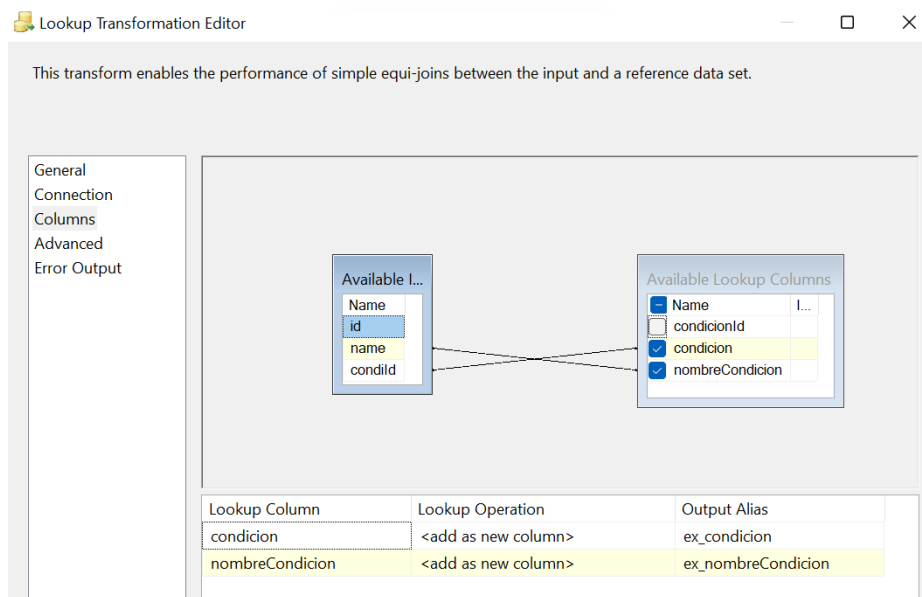 Lookup Transformation Editor
This transform enables the performance of simple equi-joins between the input and a reference data set.
General
Connection
Columns
Advanced
Error Output
Available I...
Name
id
name
condiId
Available Lookup Columns
Name I...
condicionId
condicion
nombreCondicion
Lookup Column Lookup Operation Output Alias
condicion <add as new column> ex_condicion
nombreCondicion <add as new column> ex_nombreCondicion